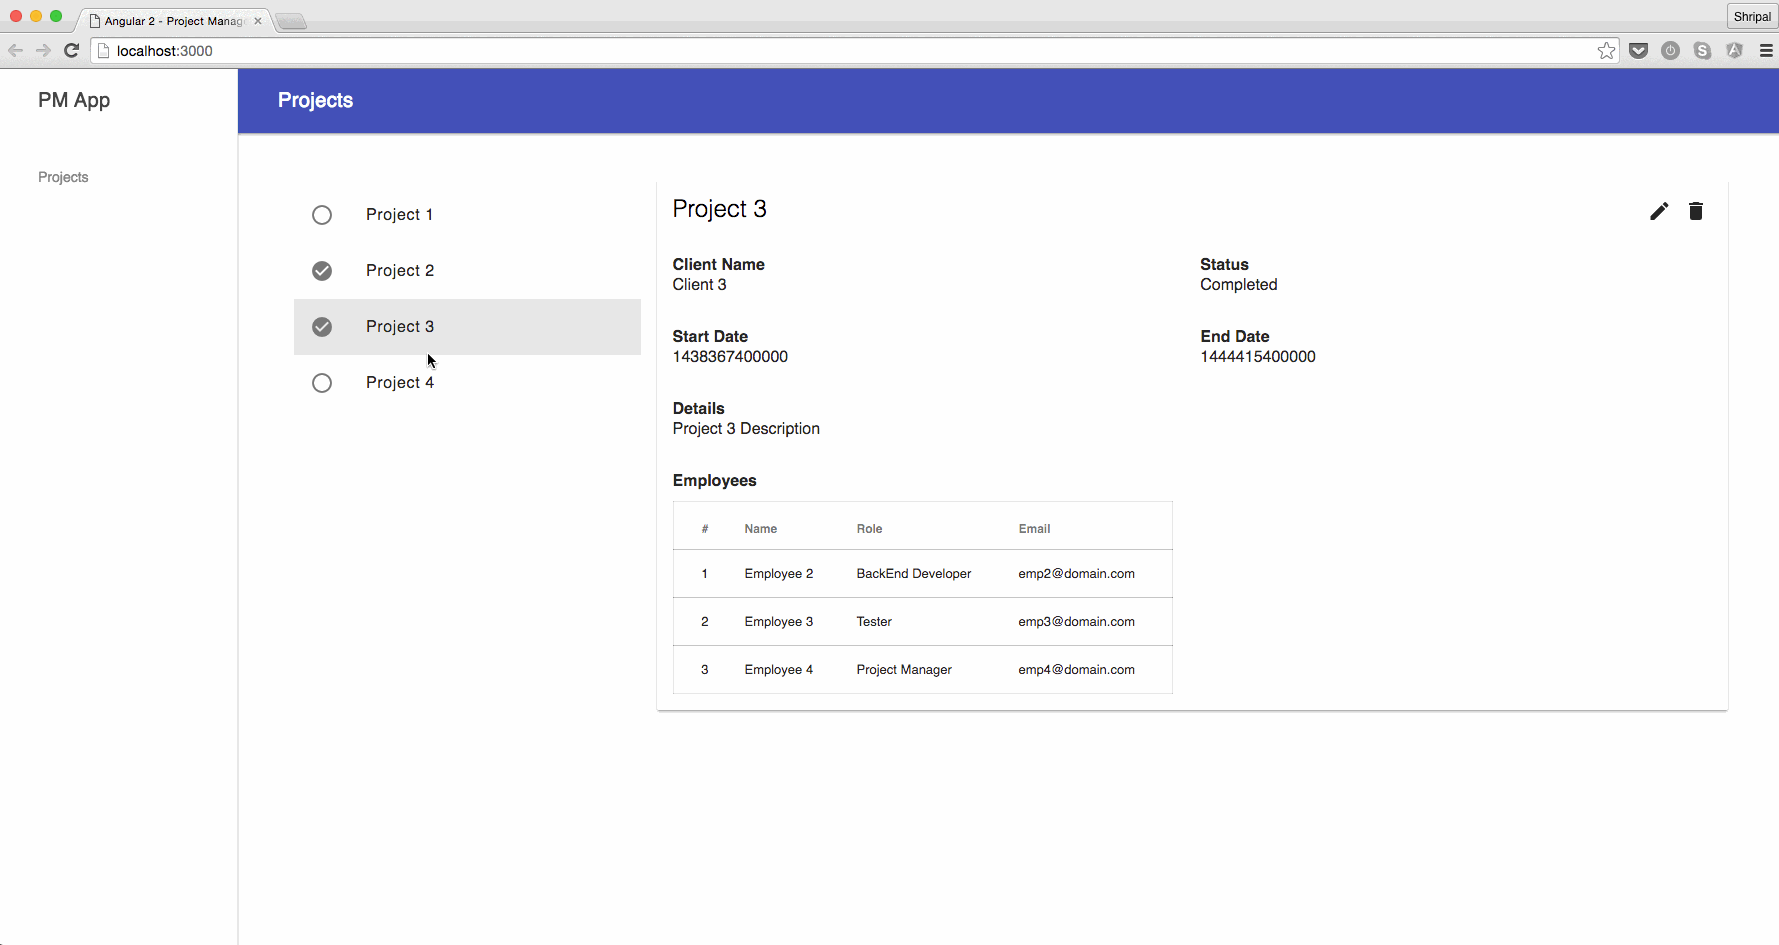 Angular 2 - Project Manag
Shripal
localhost:3000
PM App
Projects
Projects
Project 1
Project 2
Project 3
Project 4
Project 3
Client Name
Client 3
Status
Completed
Start Date
1438367400000
End Date
1444415400000
Details
Project 3 Description
Employees
# Name Role Email
1 Employee 2 BackEnd Developer emp2@domain.com
2 Employee 3 Tester emp3@domain.com
3 Employee 4 Project Manager emp4@domain.com